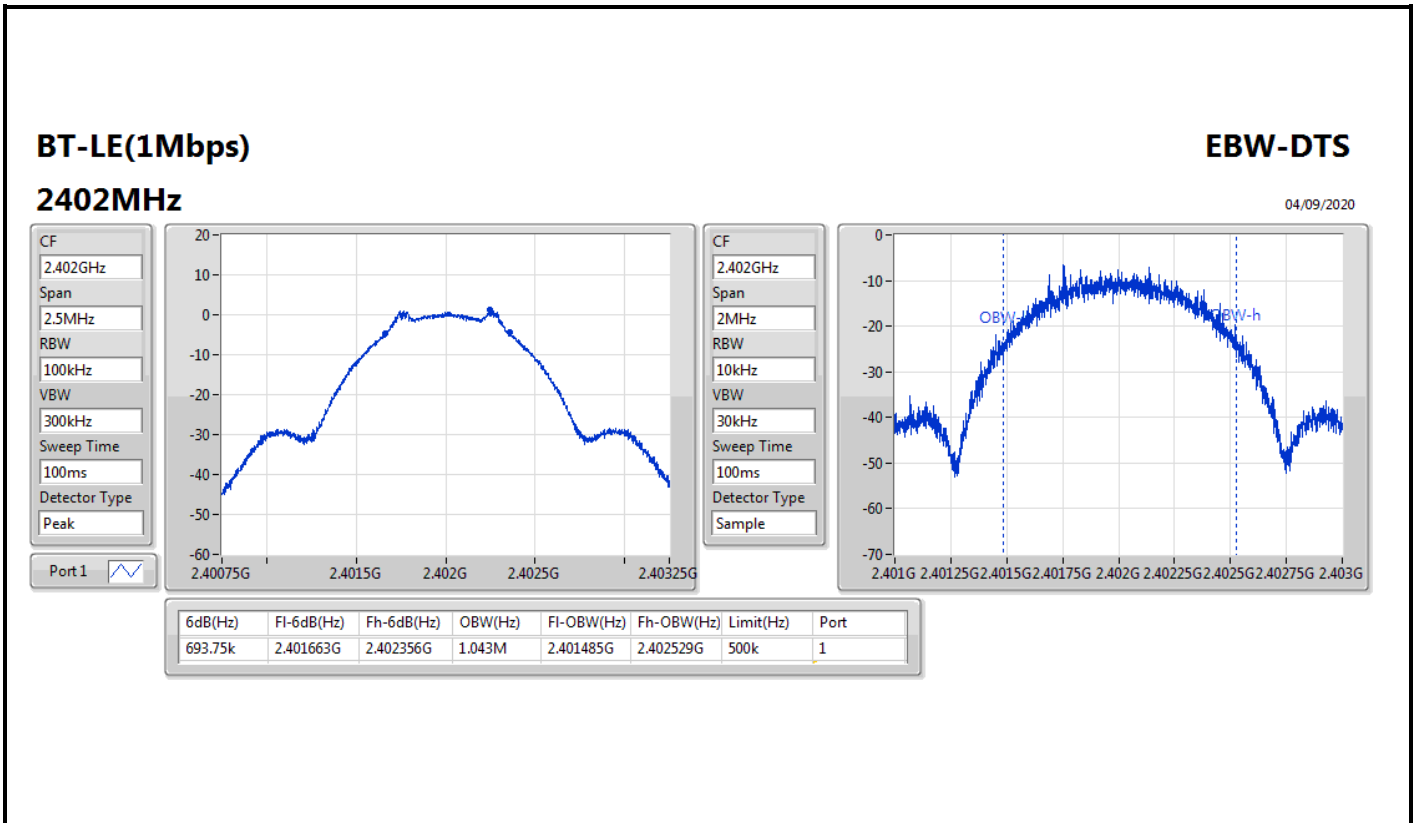 BT-LE(1Mbps)
EBW-DTS
2402MHz
04/09/2020
CF
2.402GHz
Span
2.5MHz
RBW
100kHz
VBW
300kHz
Sweep Time
100ms
Detector Type
Peak
Port 1
20
10
0
-10
-20
-30
-40
-50
-60
2.40075G 2.4015G 2.402G 2.4025G 2.40325G
CF
2.402GHz
Span
2MHz
RBW
10kHz
VBW
30kHz
Sweep Time
100ms
Detector Type
Sample
0
-10
-20
-30
-40
-50
-60
-70
OBW-h
2.401G 2.40125G 2.4015G 2.40175G 2.402G 2.40225G 2.4025G 2.40275G 2.403G
6dB(Hz) Fl-6dB(Hz) Fh-6dB(Hz) OBW(Hz) Fl-OBW(Hz) Fh-OBW(Hz) Limit(Hz) Port
693.75k 2.401663G 2.402356G 1.043M 2.401485G 2.402529G 500k 1